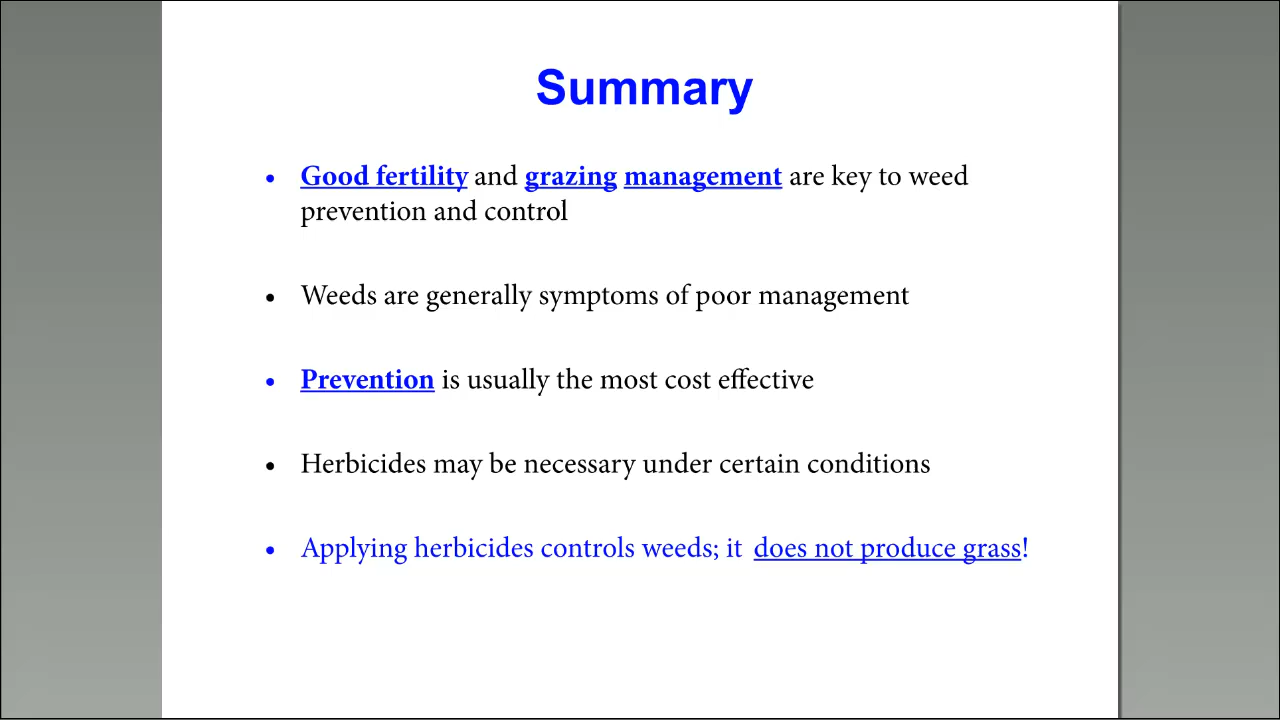 Summary
• Good fertility and grazing management are key to weed
prevention and control
• Weeds are generally symptoms of poor management
• Prevention is usually the most cost effective
• Herbicides may be necessary under certain conditions
• Applying herbicides controls weeds; it does not produce grass!